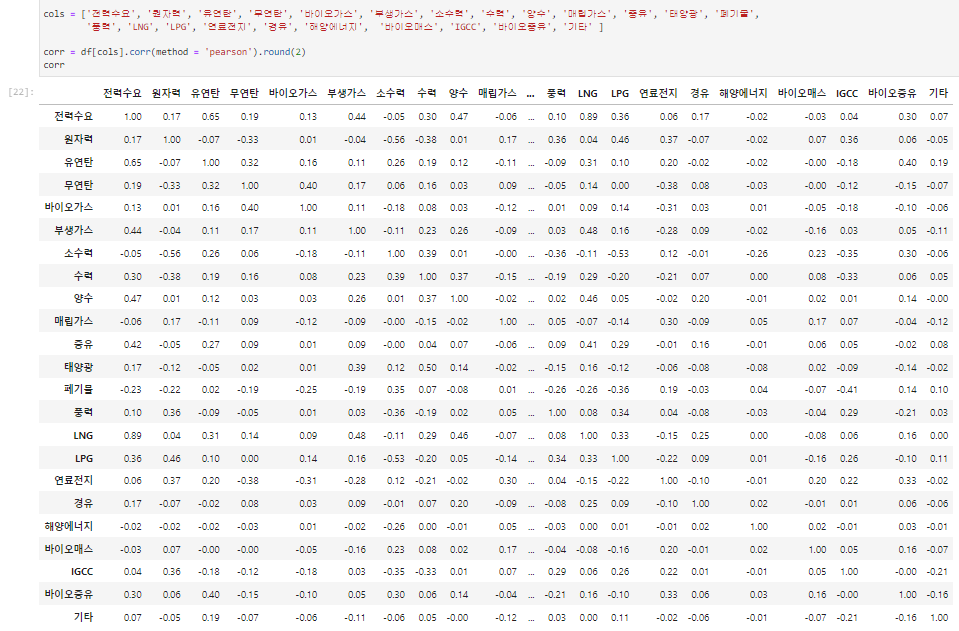 cols = ['전력수요', '원자력', '유연탄', '무연탄', '바이오가스', '부생가스', '소수력', '수력', '양수', '매립가스', '중유', '태양광', '폐기물',
'풍력', 'LNG', 'LPG', '연료전지', '경유', '해양에너지', '바이오매스', 'IGCC', '바이오중유', '기타' ]
corr = df[cols].corr(method = 'pearson').round(2)
corr
[22]:
전력수요 원자력 유연탄 무연탄 바이오가스 부생가스 소수력 수력 양수 매립가스 ... 풍력 LNG LPG 연료전지 경유 해양에너지 바이오매스 IGCC 바이오중유 기타
전력수요 1.00 0.17 0.65 0.19 0.13 0.44 -0.05 0.30 0.47 -0.06 ... 0.10 0.89 0.36 0.06 0.17 -0.02 -0.03 0.04 0.30 0.07
원자력 0.17 1.00 -0.07 -0.33 0.01 -0.04 -0.56 -0.38 0.01 0.17 ... 0.36 0.04 0.46 0.37 -0.07 -0.02 0.07 0.36 0.06 -0.05
유연탄 0.65 -0.07 1.00 0.32 0.16 0.11 0.26 0.19 0.12 -0.11 ... -0.09 0.31 0.10 0.20 -0.02 -0.02 -0.00 -0.18 0.40 0.19
무연탄 0.19 -0.33 0.32 1.00 0.40 0.17 0.06 0.16 0.03 0.09 ... -0.05 0.14 0.00 -0.38 0.08 -0.03 -0.00 -0.12 -0.15 -0.07
바이오가스 0.13 0.01 0.16 0.40 1.00 0.11 -0.18 0.08 0.03 -0.12 ... 0.01 0.09 0.14 -0.31 0.03 0.01 -0.05 -0.18 -0.10 -0.06
부생가스 0.44 -0.04 0.11 0.17 0.11 1.00 -0.11 0.23 0.26 -0.09 ... 0.03 0.48 0.16 -0.28 0.09 -0.02 -0.16 0.03 0.05 -0.11
소수력 -0.05 -0.56 0.26 0.06 -0.18 -0.11 1.00 0.39 0.01 -0.00 ... -0.36 -0.11 -0.53 0.12 -0.01 -0.26 0.23 -0.35 0.30 -0.06
수력 0.30 -0.38 0.19 0.16 0.08 0.23 0.39 1.00 0.37 -0.15 ... -0.19 0.29 -0.20 -0.21 0.07 0.00 0.08 -0.33 0.06 0.05
양수 0.47 0.01 0.12 0.03 0.03 0.26 0.01 0.37 1.00 -0.02 ... 0.02 0.46 0.05 -0.02 0.20 -0.01 0.02 0.01 0.14 -0.00
매립가스 -0.06 0.17 -0.11 0.09 -0.12 -0.09 -0.00 -0.15 -0.02 1.00 ... 0.05 -0.07 -0.14 0.30 -0.09 0.05 0.17 0.07 -0.04 -0.12
중유 0.42 -0.05 0.27 0.09 0.01 0.09 -0.00 0.04 0.07 -0.06 ... 0.09 0.41 0.29 -0.01 0.16 -0.01 0.06 0.05 -0.02 0.08
태양광 0.17 -0.12 -0.05 0.02 0.01 0.39 0.12 0.50 0.14 -0.02 ... -0.15 0.16 -0.12 -0.06 -0.08 -0.08 0.02 -0.09 -0.14 -0.02
폐기물 -0.23 -0.22 0.02 -0.19 -0.25 -0.19 0.35 0.07 -0.08 0.01 ... -0.26 -0.26 -0.36 0.19 -0.03 0.04 -0.07 -0.41 0.14 0.10
풍력 0.10 0.36 -0.09 -0.05 0.01 0.03 -0.36 -0.19 0.02 0.05 ... 1.00 0.08 0.34 0.04 -0.08 -0.03 -0.04 0.29 -0.21 0.03
LNG 0.89 0.04 0.31 0.14 0.09 0.48 -0.11 0.29 0.46 -0.07 ... 0.08 1.00 0.33 -0.15 0.25 0.00 -0.08 0.06 0.16 0.00
LPG 0.36 0.46 0.10 0.00 0.14 0.16 -0.53 -0.20 0.05 -0.14 ... 0.34 0.33 1.00 -0.22 0.09 0.01 -0.16 0.26 -0.10 0.11
연료전지 0.06 0.37 0.20 -0.38 -0.31 -0.28 0.12 -0.21 -0.02 0.30 ... 0.04 -0.15 -0.22 1.00 -0.10 -0.01 0.20 0.22 0.33 -0.02
경유 0.17 -0.07 -0.02 0.08 0.03 0.09 -0.01 0.07 0.20 -0.09 ... -0.08 0.25 0.09 -0.10 1.00 0.02 -0.01 0.01 0.06 -0.06
해양에너지 -0.02 -0.02 -0.02 -0.03 0.01 -0.02 -0.26 0.00 -0.01 0.05 ... -0.03 0.00 0.01 -0.01 0.02 1.00 0.02 -0.01 0.03 -0.01
바이오매스 -0.03 0.07 -0.00 -0.00 -0.05 -0.16 0.23 0.08 0.02 0.17 ... -0.04 -0.08 -0.16 0.20 -0.01 0.02 1.00 0.05 0.16 -0.07
IGCC 0.04 0.36 -0.18 -0.12 -0.18 0.03 -0.35 -0.33 0.01 0.07 ... 0.29 0.06 0.26 0.22 0.01 -0.01 0.05 1.00 -0.00 -0.21
바이오중유 0.30 0.06 0.40 -0.15 -0.10 0.05 0.30 0.06 0.14 -0.04 ... -0.21 0.16 -0.10 0.33 0.06 0.03 0.16 -0.00 1.00 -0.16
기타 0.07 -0.05 0.19 -0.07 -0.06 -0.11 -0.06 0.05 -0.00 -0.12 ... 0.03 0.00 0.11 -0.02 -0.06 -0.01 -0.07 -0.21 -0.16 1.00